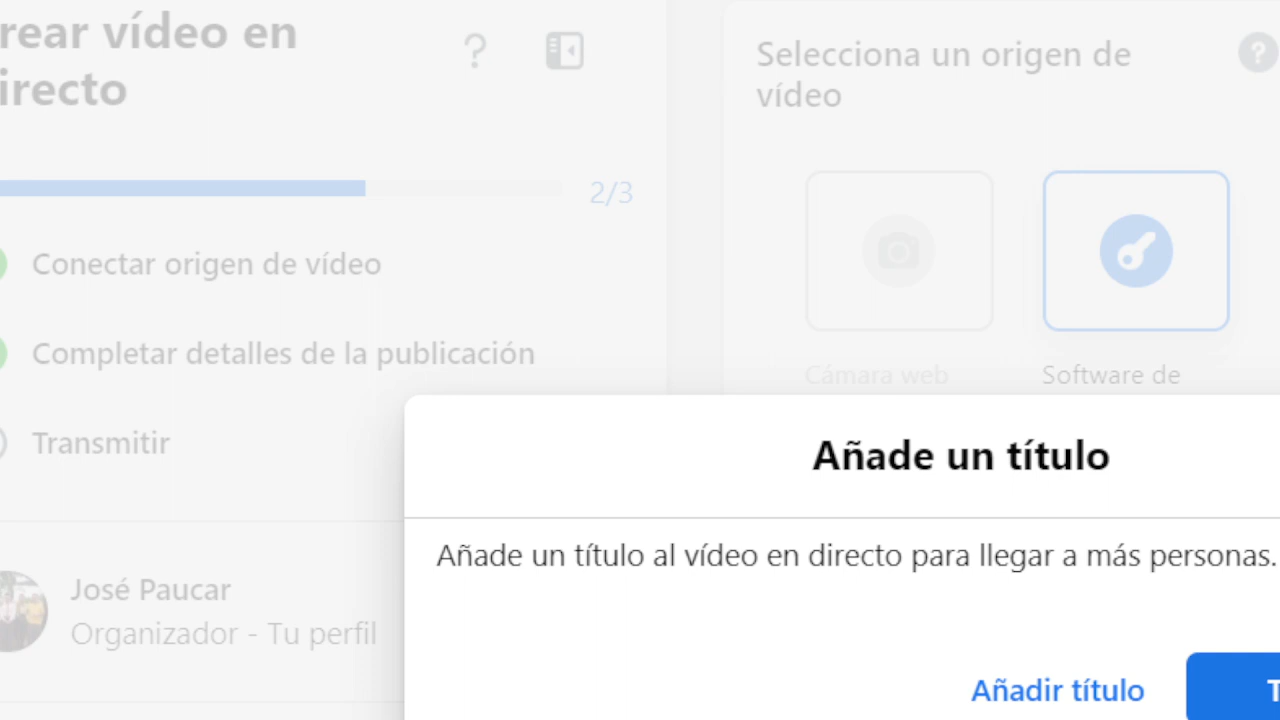 rear vídeo en
irecto
2/3
Conectar origen de vídeo
Completar detalles de la publicación
Transmitir
José Paucar
Organizador - Tu perfil
Selecciona un origen de
vídeo
Cámara web
Software de
Añade un título
Añade un título al vídeo en directo para llegar a más personas.
Añadir título
T